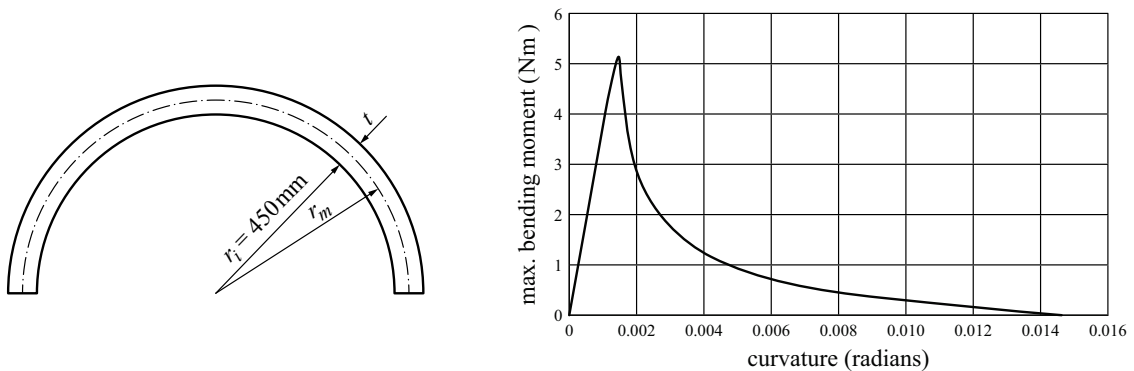 t
r_i = 450mm
r_m
max. bending moment (Nm)
6
5
4
3
2
1
0
0 0.002 0.004 0.006 0.008 0.010 0.012 0.014 0.016
curvature (radians)